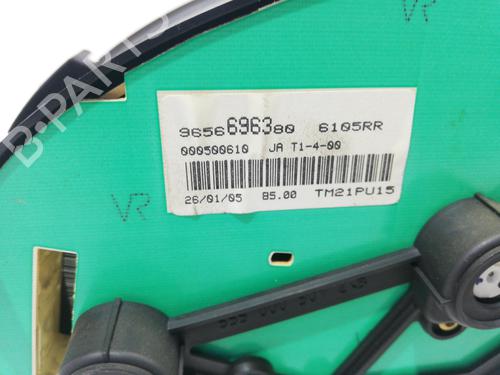 VR
B-PARTS
9656696380 6105RR
000500610 JA T1-4-00
26/01/05 85.00 TM21PU15
VR